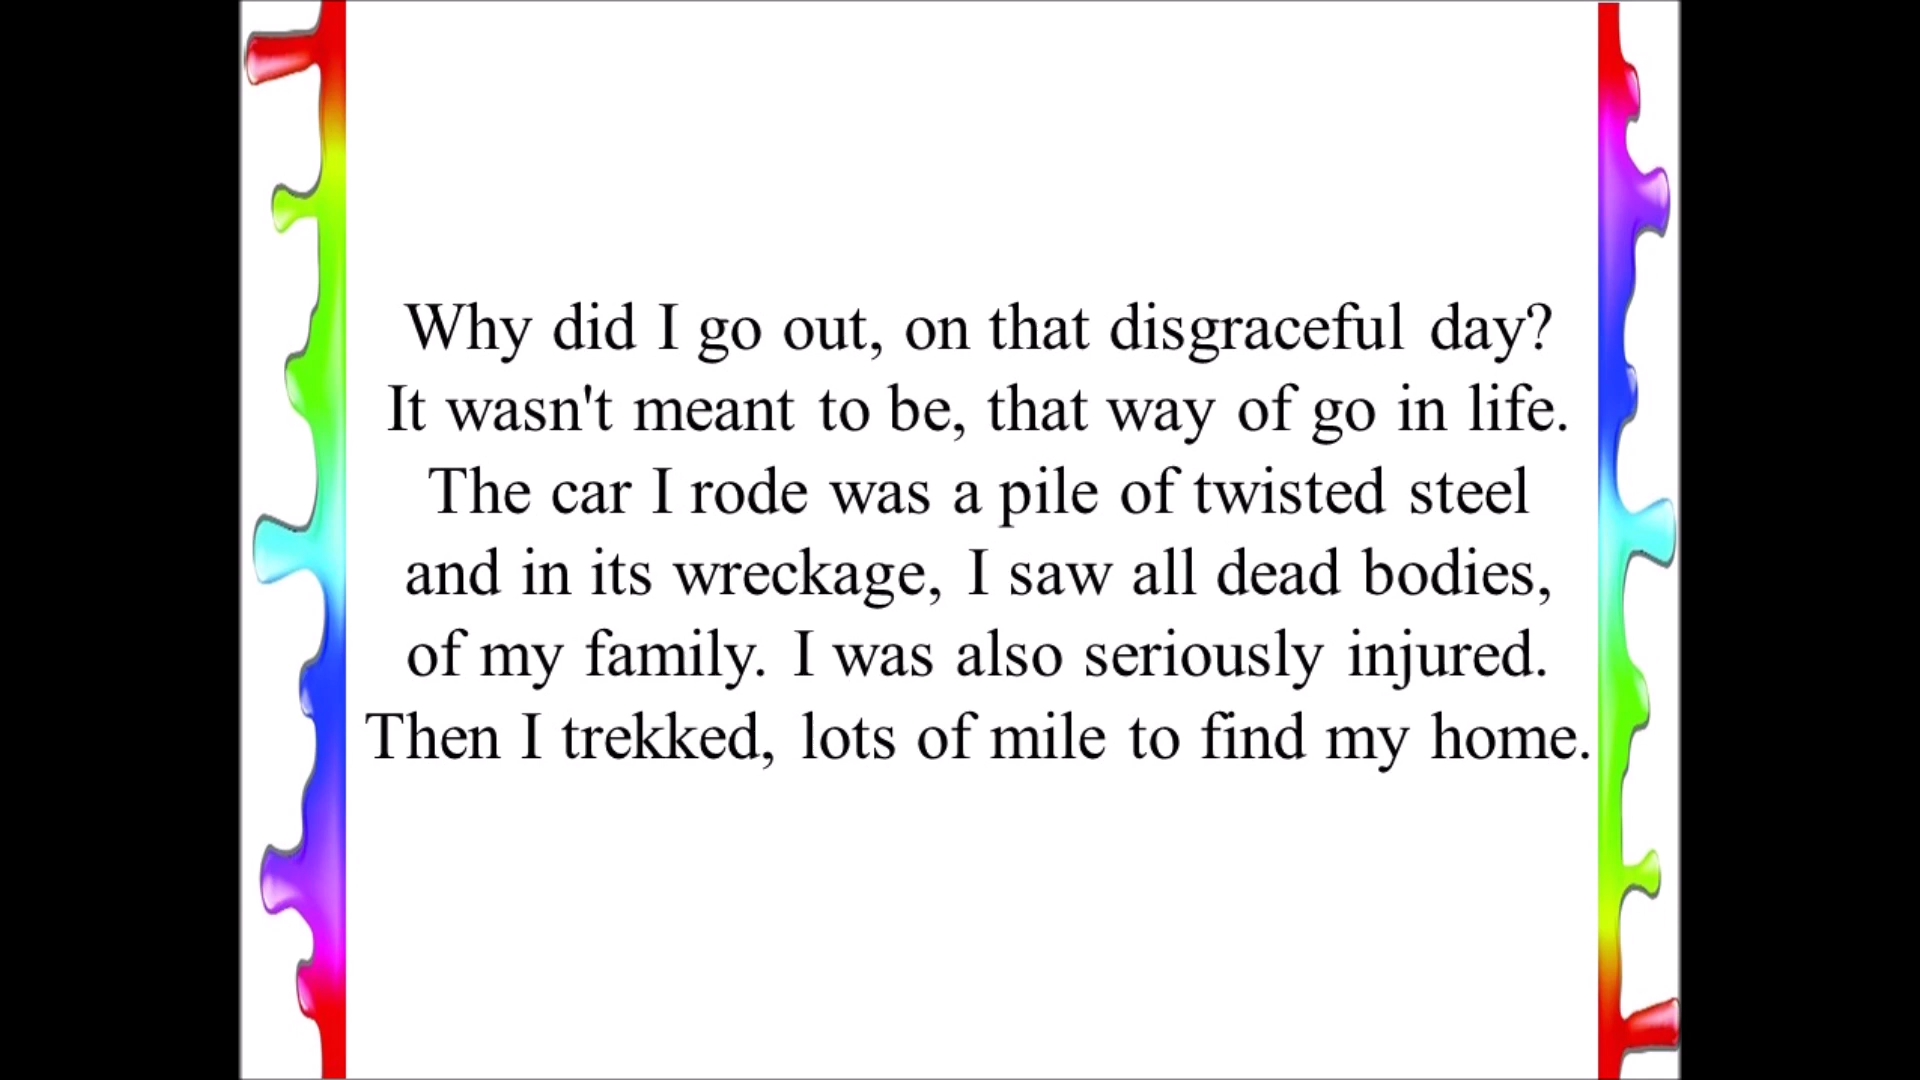 Why did I go out, on that disgraceful day?
It wasn't meant to be, that way of go in life.
The car I rode was a pile of twisted steel
and in its wreckage, I saw all dead bodies,
of my family. I was also seriously injured.
Then I trekked, lots of mile to find my home.